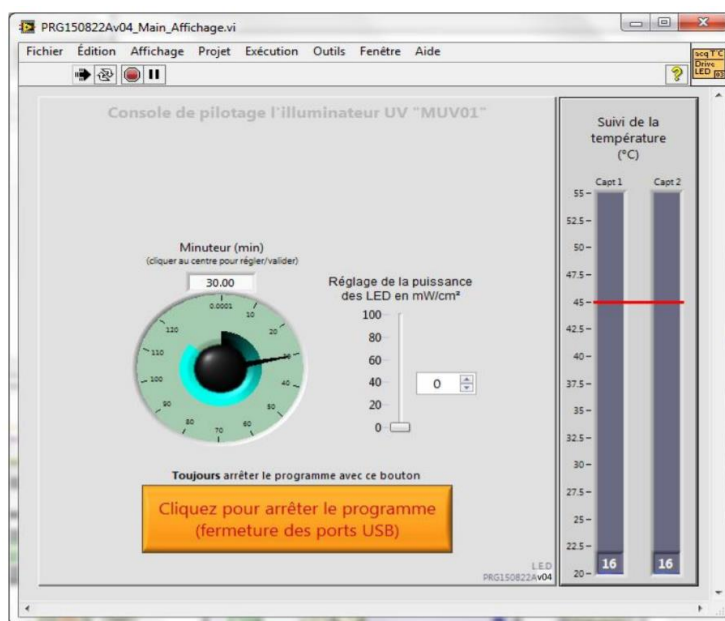 PRG150822Av04_Main_Affichage.vi
Fichier Édition Affichage Projet Exécution Outils Fenêtre Aide
acq T C
Drive
LED
Console de pilotage l'illuminateur UV "MUV01"
Minuteur (min)
(cliquer au centre pour régler/valider)
30.00
0.0001
10
20
30
40
50
60
70
80
90
100
110
120
Réglage de la puissance
des LED en mW/cm²
100
80
60
40
20
0
0
Toujours arrêter le programme avec ce bouton
Cliquez pour arrêter le programme
(fermeture des ports USB)
L.E.D
PRG150822Av04
Suivi de la
température
(°C)
Capt 1 Capt 2
55
52.5
50
47.5
45
42.5
40
37.5
35
32.5
30
27.5
25
22.5
20
16 16